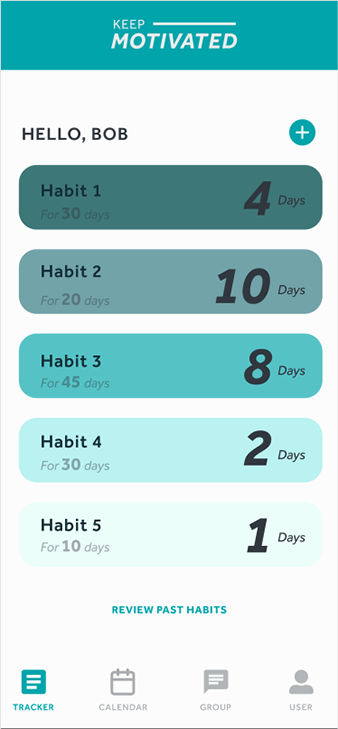 KEEP
MOTIVATED
HELLO, BOB
Habit 1
For 30 days
4 Days
Habit 2
For 20 days
10 Days
Habit 3
For 45 days
8 Days
Habit 4
For 30 days
2 Days
Habit 5
For 10 days
1 Days
REVIEW PAST HABITS
TRACKER CALENDAR GROUP USER